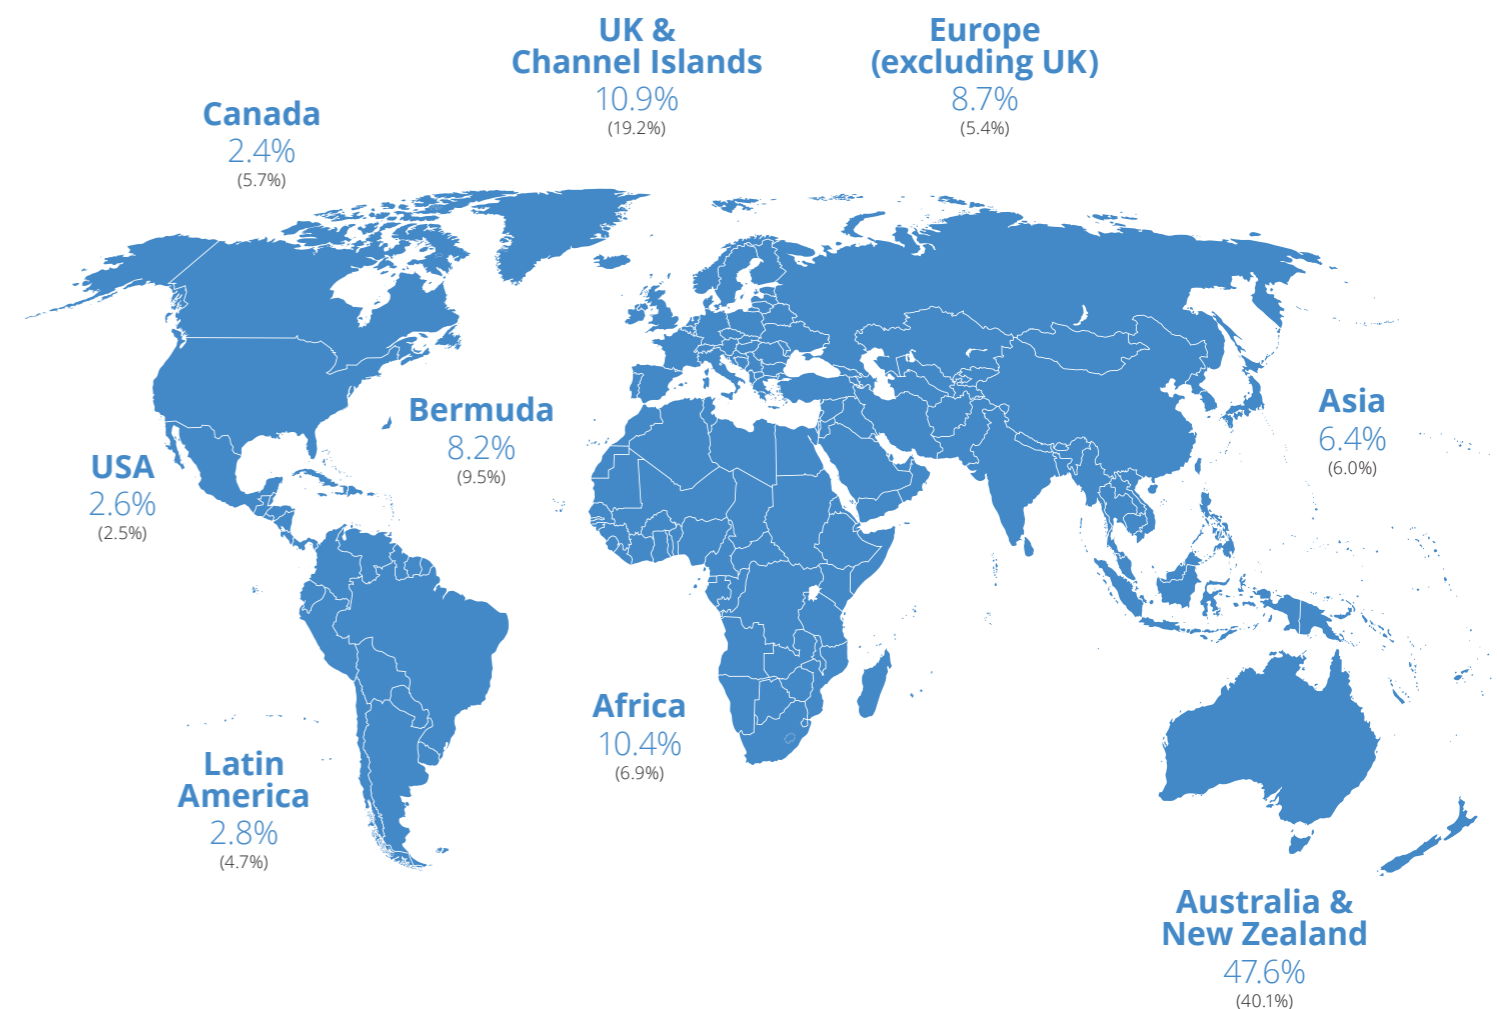 UK &
Channel Islands
10.9%
(19.2%)
Europe
(excluding UK)
8.7%
(5.4%)
Canada
2.4%
(5.7%)
Bermuda
8.2%
(9.5%)
Asia
6.4%
(6.0%)
USA
2.6%
(2.5%)
Africa
10.4%
(6.9%)
Latin
America
2.8%
(4.7%)
Australia &
New Zealand
47.6%
(40.1%)